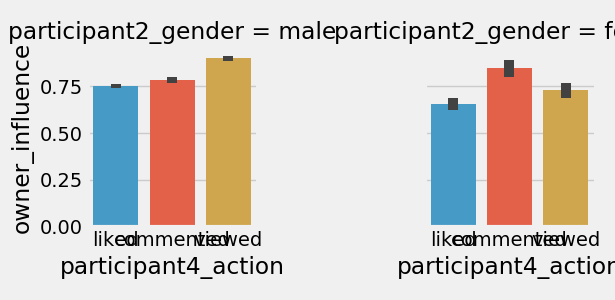 participant2_gender = male
participant2_gender = fe
owner_influence
0.75
0.50
0.25
0.00
liked commented viewed
liked commented viewed
participant4_action
participant4_action